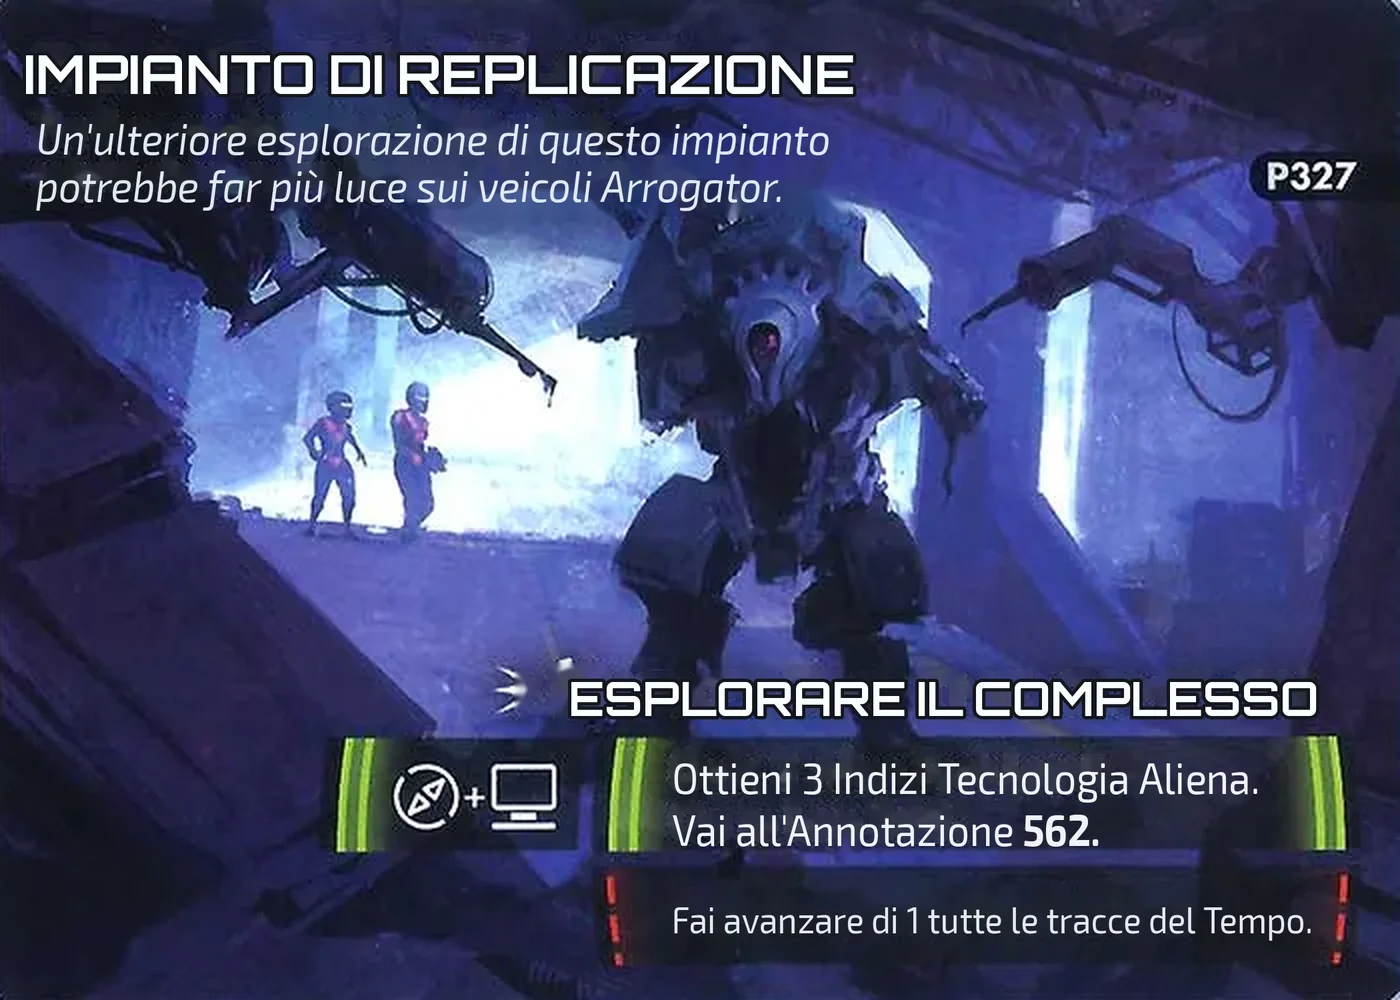 IMPIANTO DI REPLICAZIONE
Un'ulteriore esplorazione di questo impianto
potrebbe far più luce sui veicoli Arrogator.
P327
ESPLORARE IL COMPLESSO
+
Ottieni 3 Indizi Tecnologia Aliena.
Vai all'Annotazione 562.
Fai avanzare di 1 tutte le tracce del Tempo.